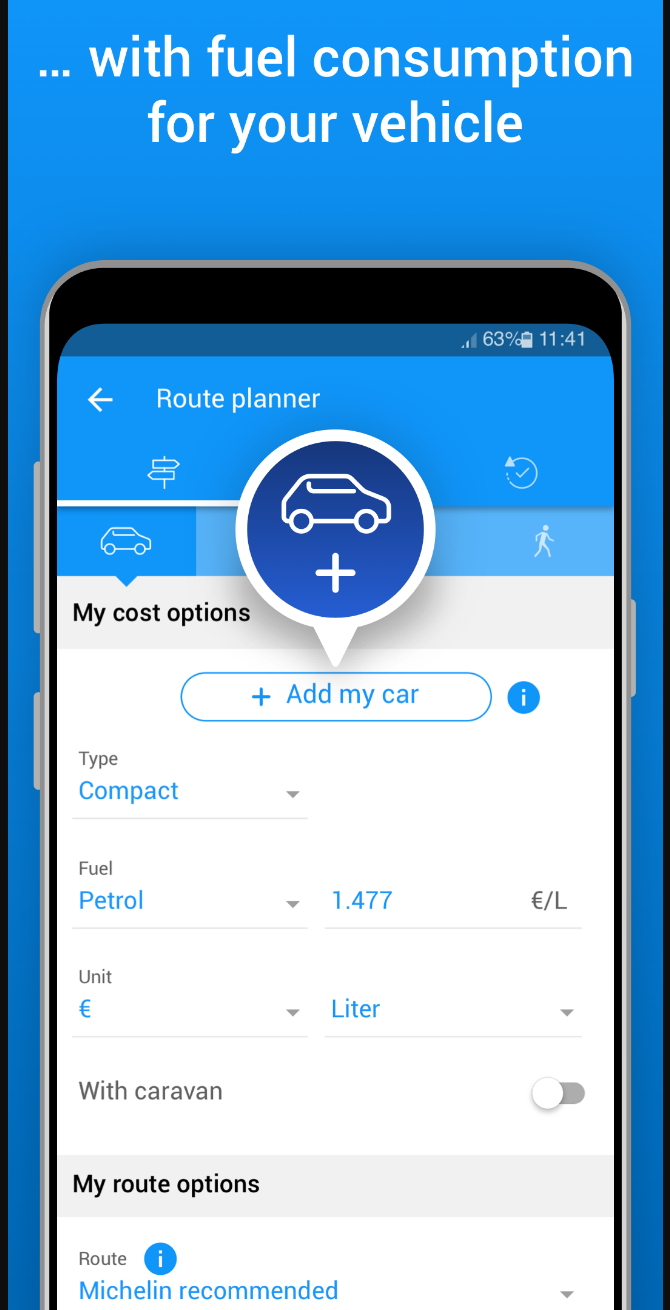 ... with fuel consumption
for your vehicle
63% 11:41
Route planner
My cost options
+ Add my car i
Type
Compact
Fuel
Petrol 1.477 €/L
Unit
€ Liter
With caravan
My route options
Route i
Michelin recommended